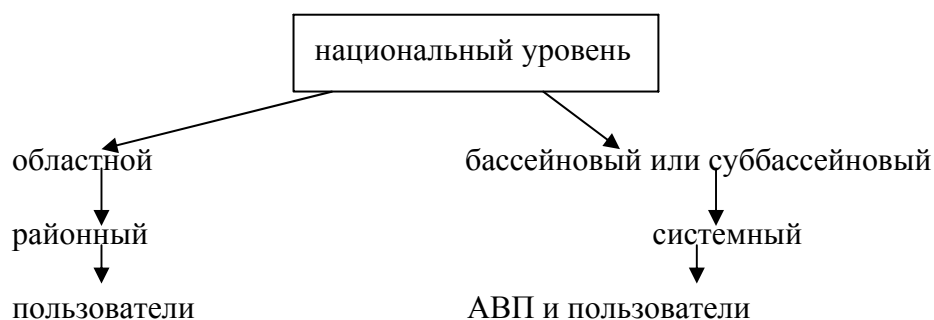 национальный уровень
областной бассейновый или суббассейновый
районный системный
пользователи АВП и пользователи